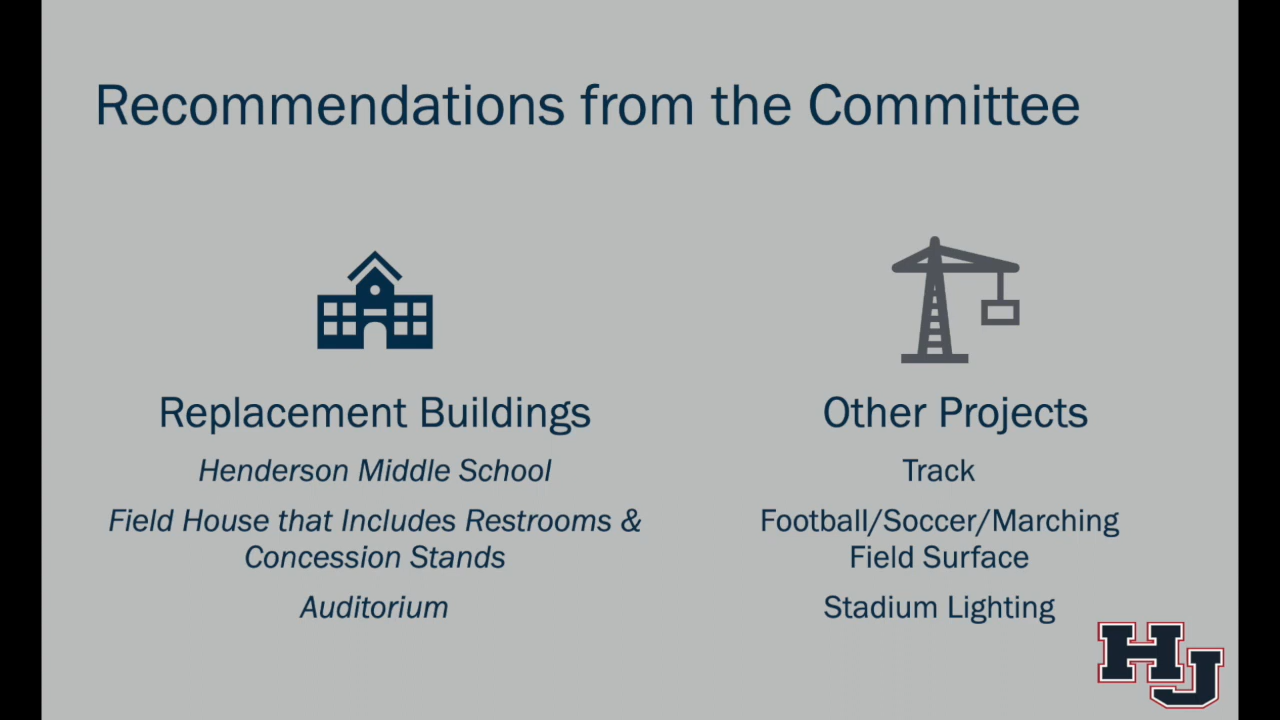 Recommendations from the Committee
Replacement Buildings
Henderson Middle School
Field House that Includes Restrooms &
Concession Stands
Auditorium
Other Projects
Track
Football/Soccer/Marching
Field Surface
Stadium Lighting
HJ